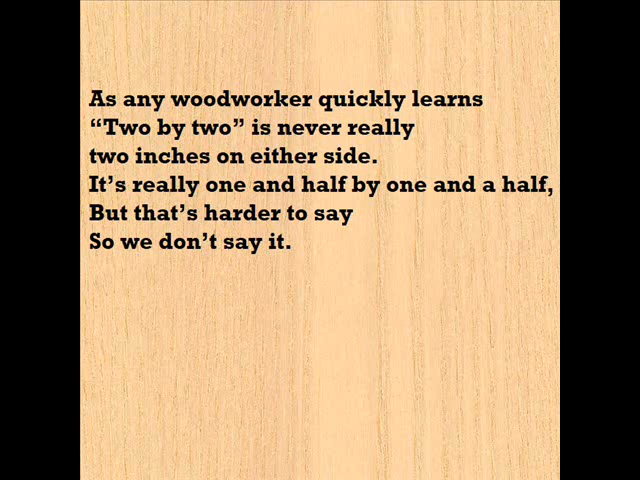 As any woodworker quickly learns
“Two by two” is never really
two inches on either side.
It’s really one and half by one and a half,
But that’s harder to say
So we don’t say it.